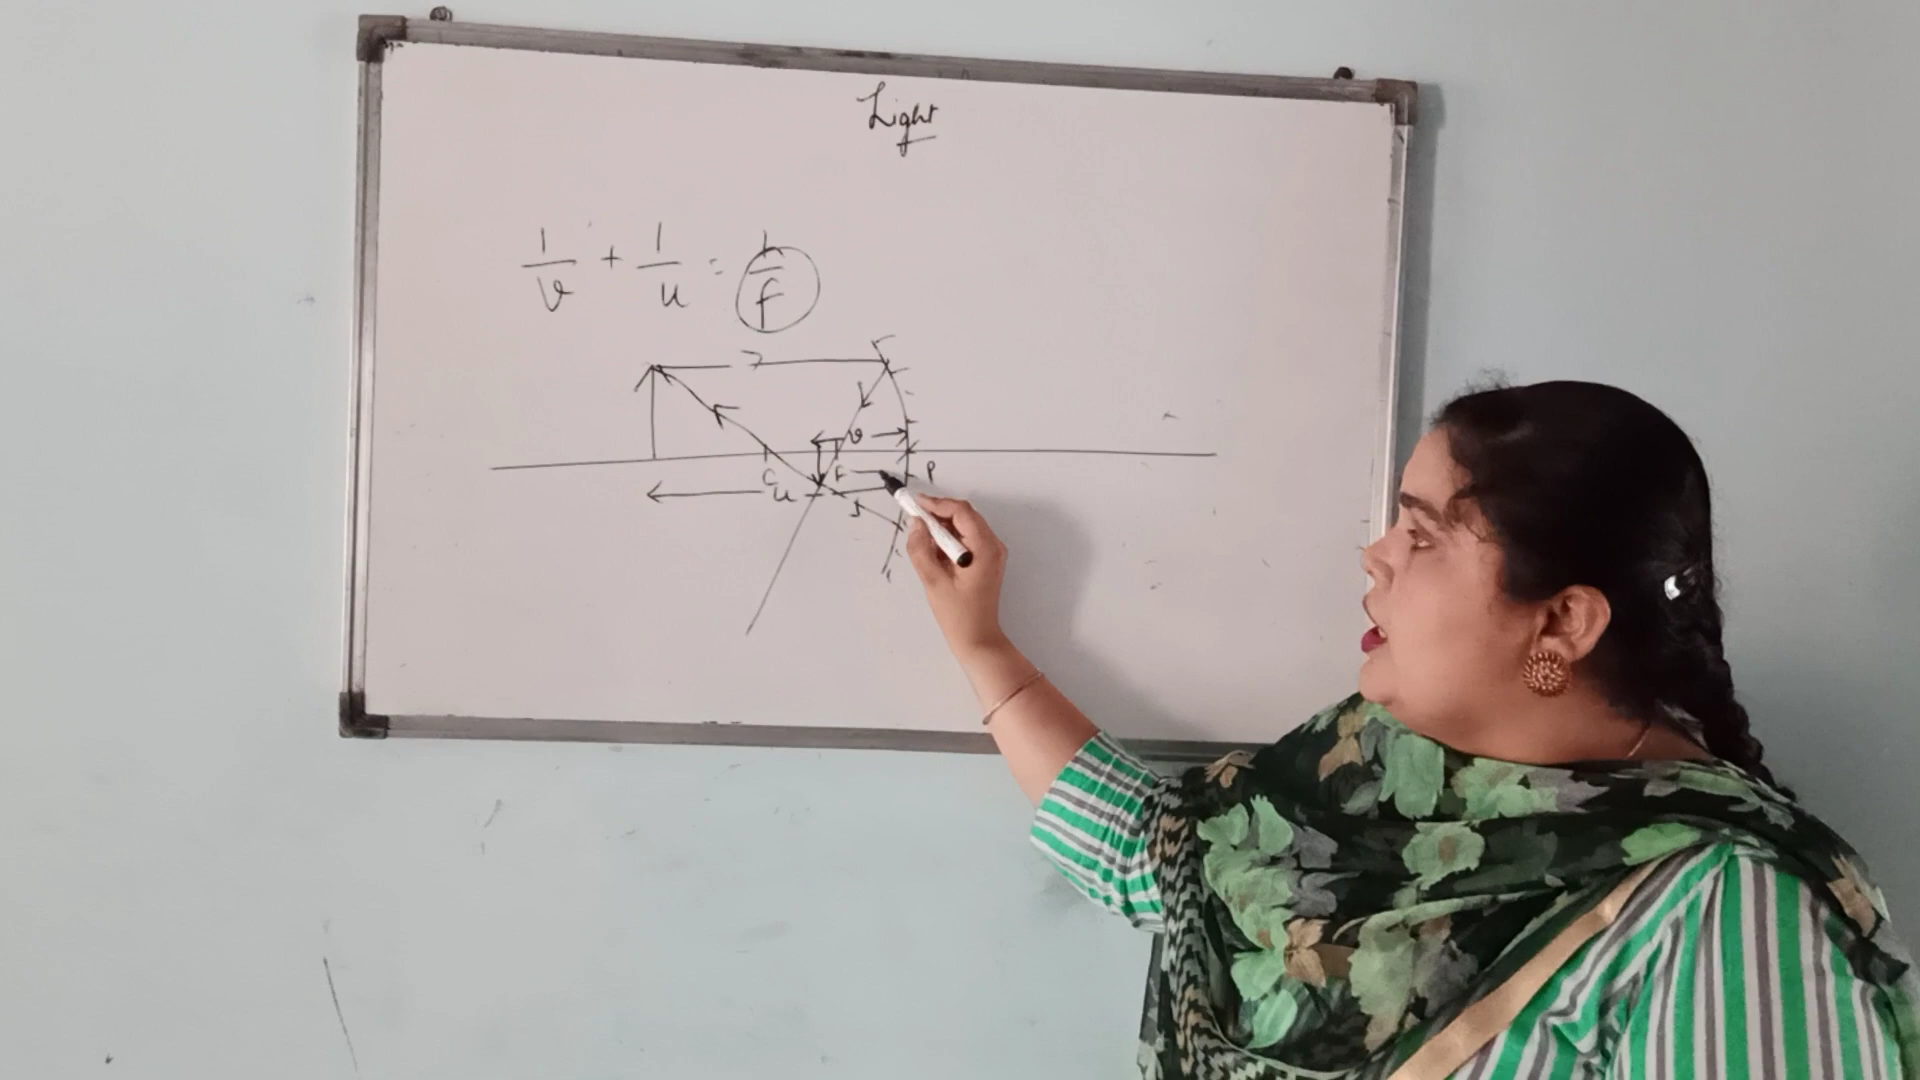 Light
1/v + 1/u = 1/f
v
C F P
u